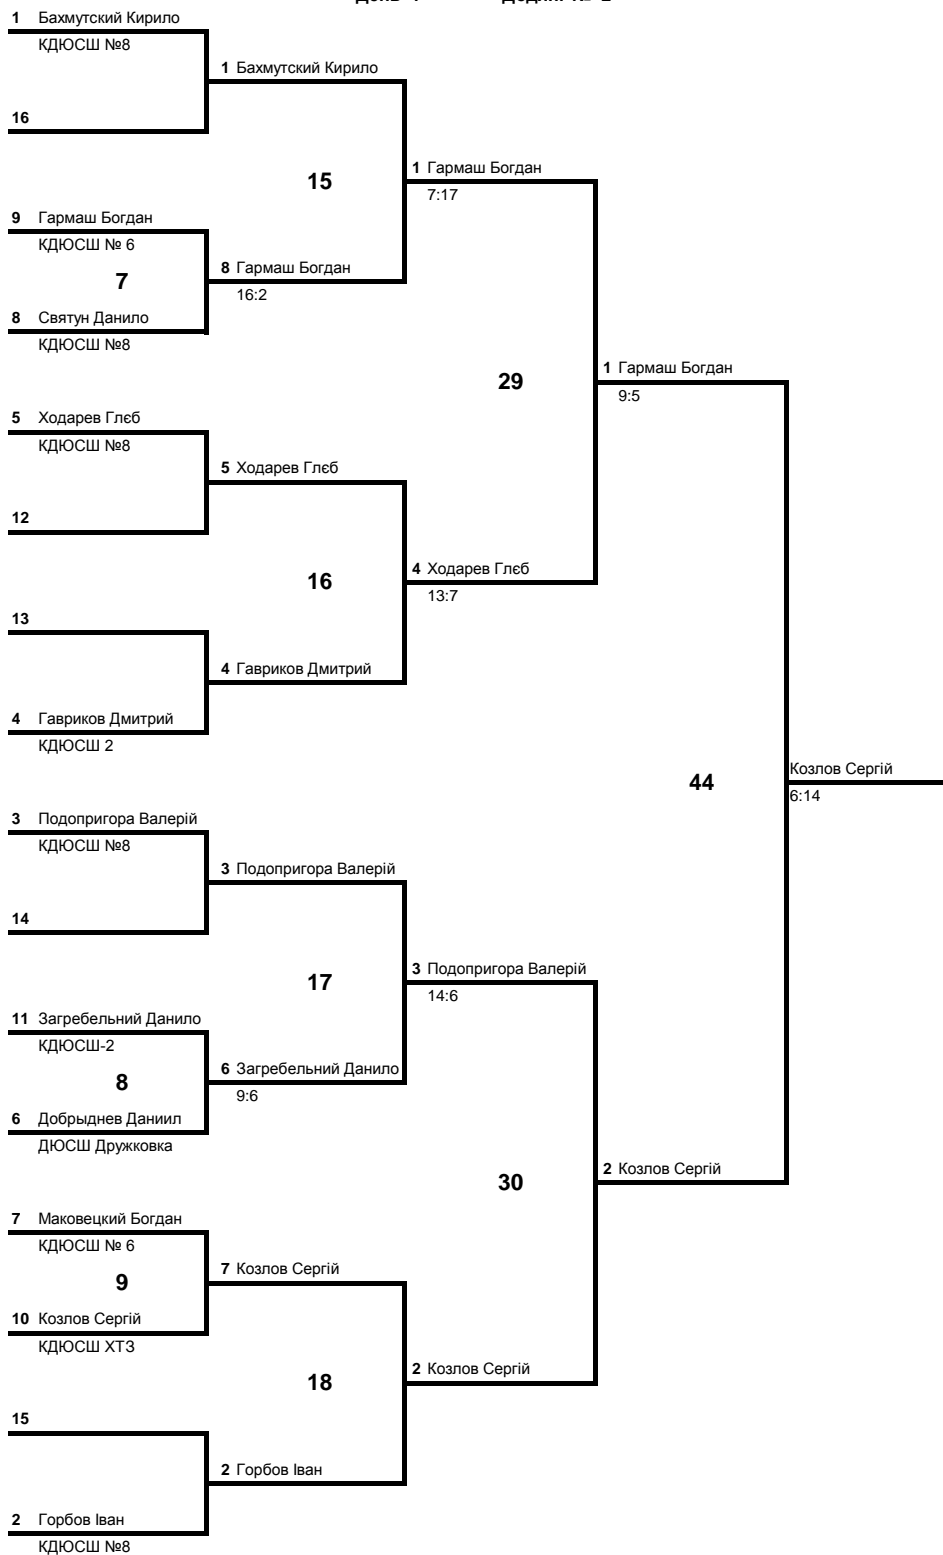 1 Бахмутский Кирило
КДЮСШ №8
1 Бахмутский Кирило
16
15
1 Гармаш Богдан
7:17
9 Гармаш Богдан
КДЮСШ № 6
7
8 Гармаш Богдан
16:2
8 Святун Данило
КДЮСШ №8
29
1 Гармаш Богдан
9:5
5 Ходарев Глєб
КДЮСШ №8
5 Ходарев Глєб
12
16
4 Ходарев Глєб
13:7
13
4 Гавриков Дмитрий
4 Гавриков Дмитрий
КДЮСШ 2
44
Козлов Сергій
6:14
3 Подопригора Валерій
КДЮСШ №8
3 Подопригора Валерій
14
17
3 Подопригора Валерій
14:6
11 Загребельний Данило
КДЮСШ-2
8
6 Загребельний Данило
9:6
6 Добрыднев Даниил
ДЮСШ Дружковка
30
2 Козлов Сергій
7 Маковецкий Богдан
КДЮСШ № 6
9
7 Козлов Сергій
10 Козлов Сергій
КДЮСШ ХТЗ
18
2 Козлов Сергій
15
2 Горбов Іван
2 Горбов Іван
КДЮСШ №8